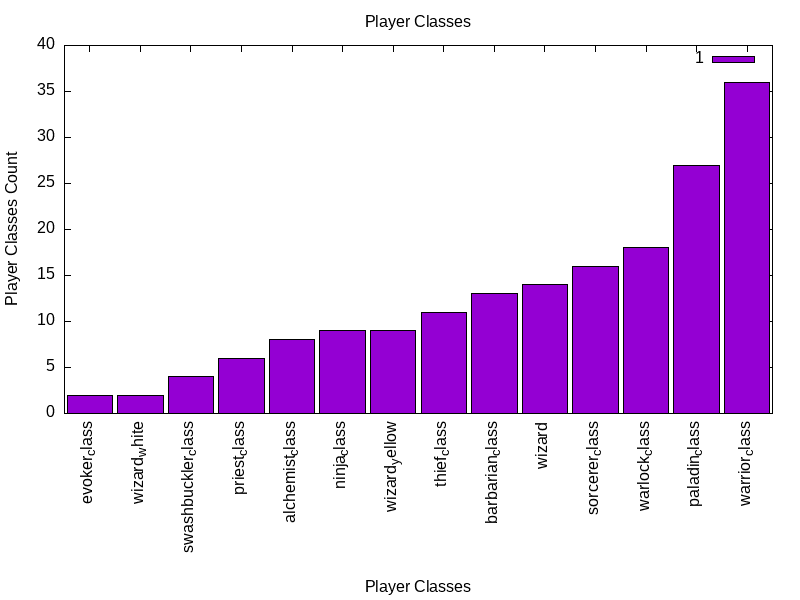 Player Classes
Player Classes Count
40
35
30
25
20
15
10
5
0
1
evoker_class
wizard_white
swashbuckler_class
priest_class
alchemist_class
ninja_class
wizard_yellow
thief_class
barbarian_class
wizard
sorcerer_class
warlock_class
paladin_class
warrior_class
Player Classes